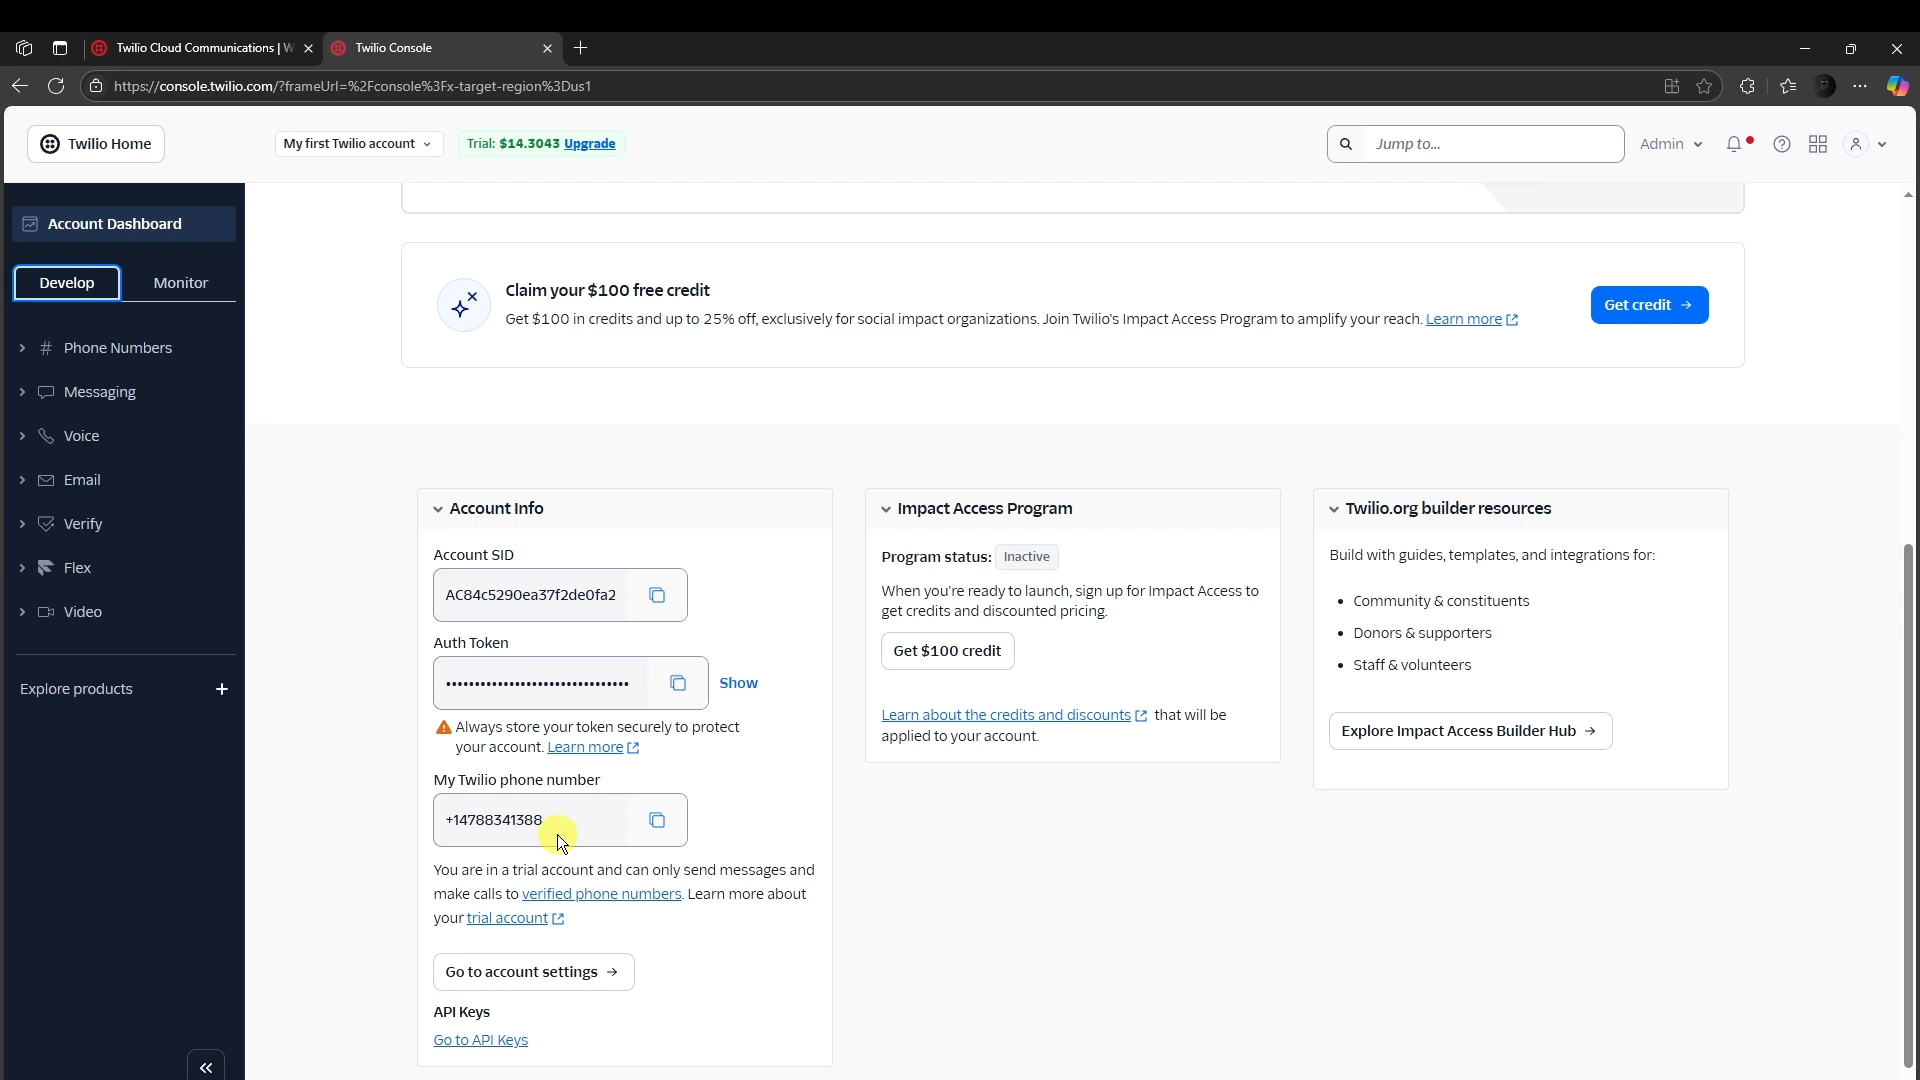 Twilio Cloud Communications | W
Twilio Console
https://console.twilio.com/?frameUrl=%2Fconsole%3Fx-target-region%3Dus1
Twilio Home
My first Twilio account
Trial: $14.3043 Upgrade
Jump to...
Admin
Account Dashboard
Develop
Monitor
Phone Numbers
Messaging
Voice
Email
Verify
Flex
Video
Explore products
Claim your $100 free credit
Get $100 in credits and up to 25% off, exclusively for social impact organizations. Join Twilio's Impact Access Program to amplify your reach. Learn more
Get credit
Account Info
Account SID
AC84c5290ea37f2de0fa2
Auth Token
••••••••••••••••••••••••••••••••
Show
Always store your token securely to protect
your account. Learn more
My Twilio phone number
+14788341388
You are in a trial account and can only send messages and
make calls to verified phone numbers. Learn more about
your trial account
Go to account settings
API Keys
Go to API Keys
Impact Access Program
Program status: Inactive
When you're ready to launch, sign up for Impact Access to
get credits and discounted pricing.
Get $100 credit
Learn about the credits and discounts that will be
applied to your account.
Twilio.org builder resources
Build with guides, templates, and integrations for:
• Community & constituents
• Donors & supporters
• Staff & volunteers
Explore Impact Access Builder Hub